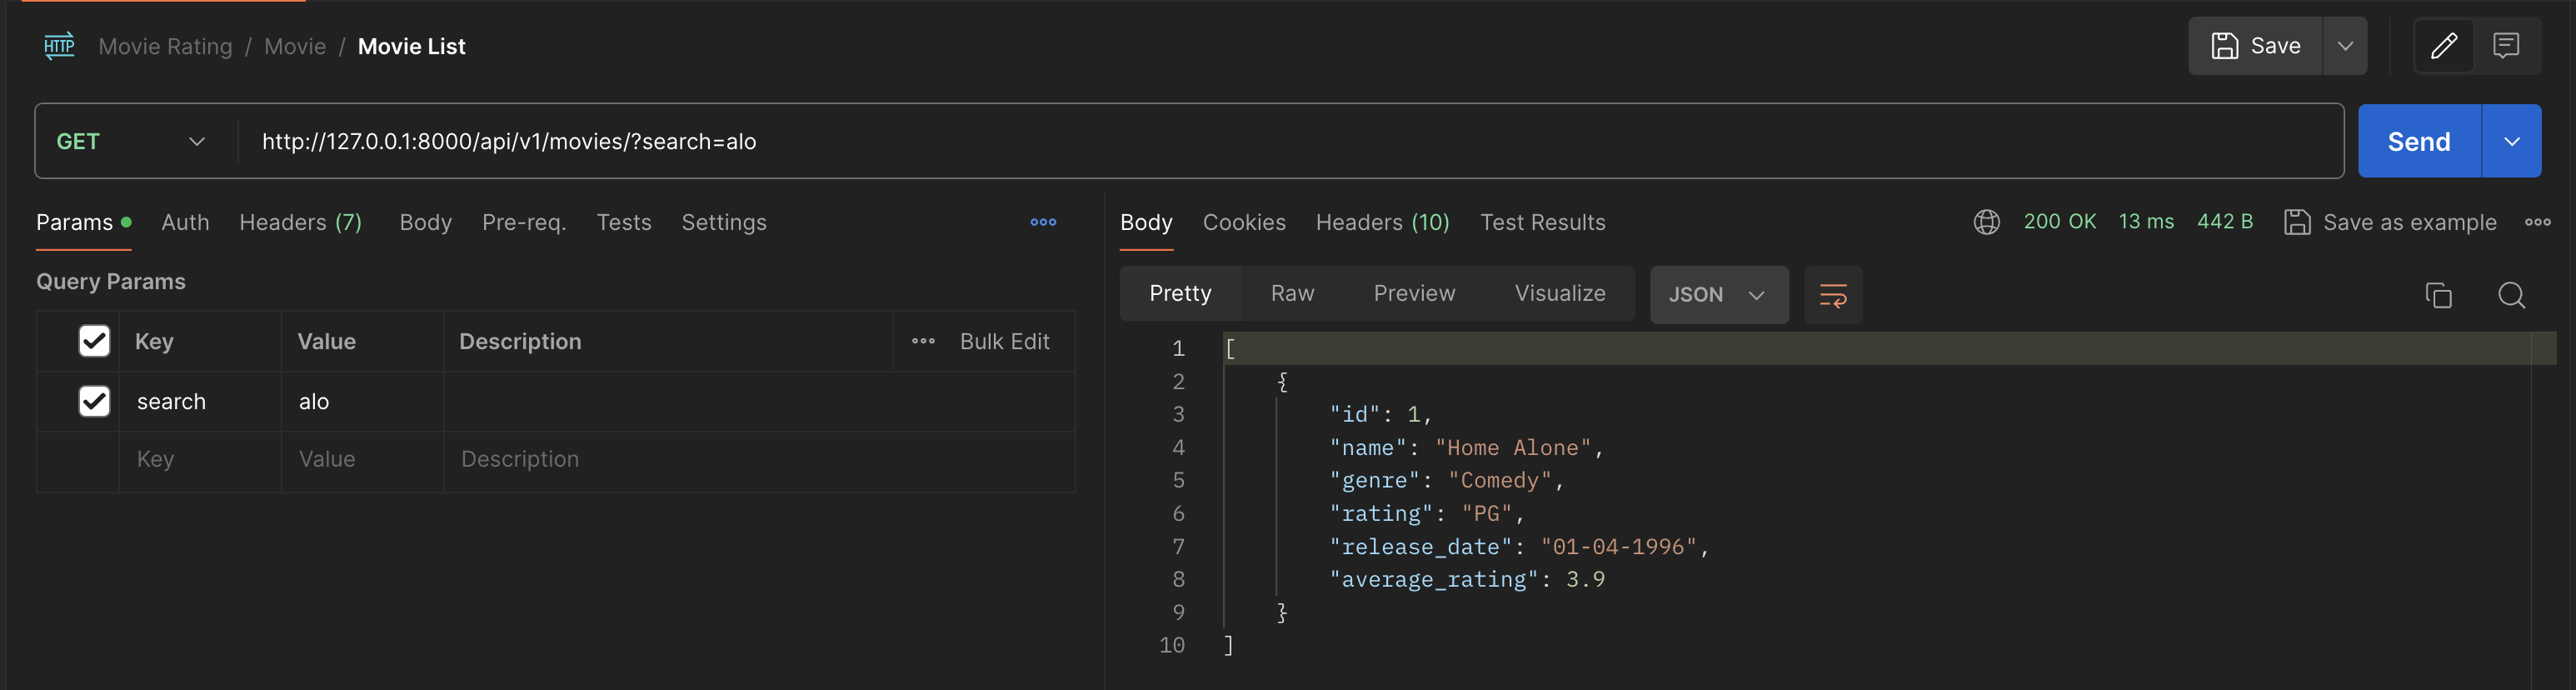 HTTP Movie Rating / Movie / Movie List
Save
GET http://127.0.0.1:8000/api/v1/movies/?search=alo
Send
Params Auth Headers (7) Body Pre-req. Tests Settings
Query Params
Key Value Description Bulk Edit
search alo
Key Value Description
Body Cookies Headers (10) Test Results
200 OK 13 ms 442 B Save as example
Pretty Raw Preview Visualize JSON
1 [
2 {
3 "id": 1,
4 "name": "Home Alone",
5 "genre": "Comedy",
6 "rating": "PG",
7 "release_date": "01-04-1996",
8 "average_rating": 3.9
9 }
10 ]